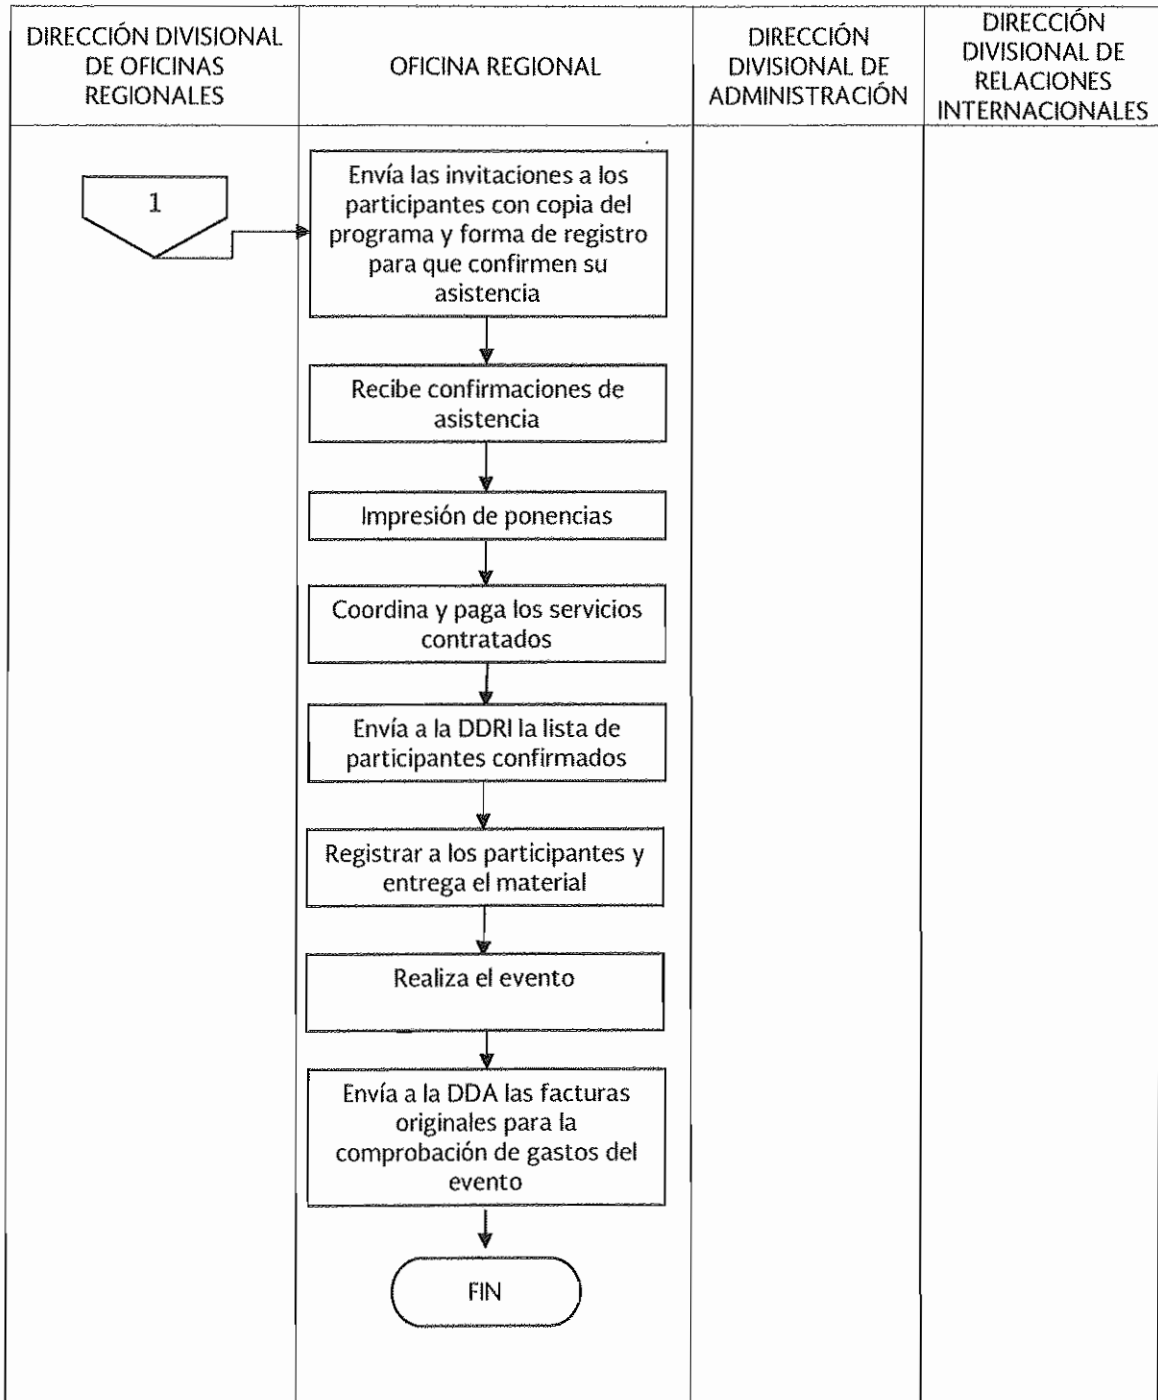 DIRECCIÓN DIVISIONAL
DE OFICINAS
REGIONALES
OFICINA REGIONAL
DIRECCIÓN
DIVISIONAL DE
ADMINISTRACIÓN
DIRECCIÓN
DIVISIONAL DE
RELACIONES
INTERNACIONALES
1
Envía las invitaciones a los
participantes con copia del
programa y forma de registro
para que confirmen su
asistencia
Recibe confirmaciones de
asistencia
Impresión de ponencias
Coordina y paga los servicios
contratados
Envía a la DDRI la lista de
participantes confirmados
Registrar a los participantes y
entrega el material
Realiza el evento
Envía a la DDA las facturas
originales para la
comprobación de gastos del
evento
FIN